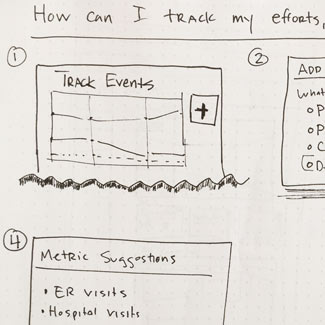 How can I track my efforts,
1
Track Events
+
2
ADD
What
4
Metric Suggestions
• ER visits
• Hospital visits